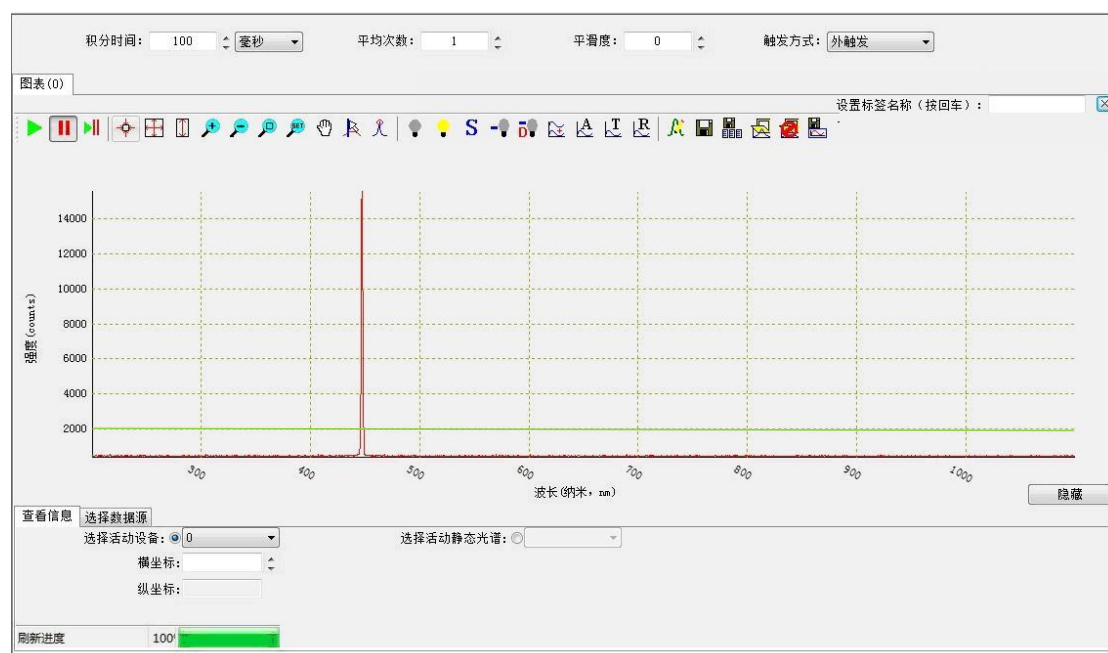 积分时间: 100 毫秒 平均次数: 1 平滑度: 0 触发方式: 外触发
图表(0)
设置标签名称（按回车）:
SET S D A T R
14000
12000
10000
8000
6000
4000
2000
强度(counts)
300 400 500 600 700 800 900 1000
波长(纳米, nm)
隐藏
查看信息 选择数据源
选择活动设备: 0 选择活动静态光谱:
横坐标:
纵坐标:
刷新进度 100%